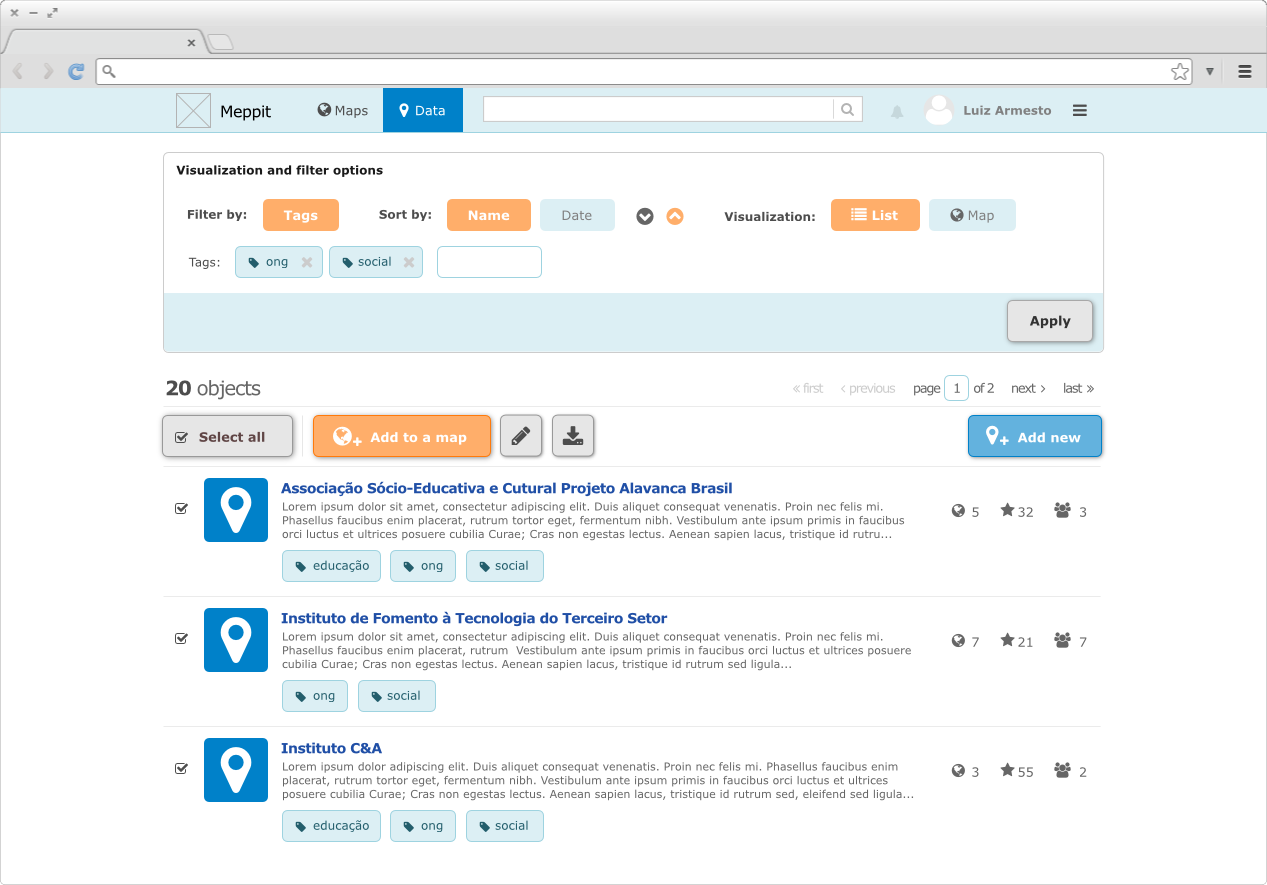 Meppit
Maps
Data
Luiz Armesto
Visualization and filter options
Filter by: Tags Sort by: Name Date Visualization: List Map
Tags: ong social
Apply
20 objects
« first ‹ previous page 1 of 2 next › last »
Select all Add to a map Add new
Associação Sócio-Educativa e Cutural Projeto Alavanca Brasil
Lorem ipsum dolor sit amet, consectetur adipiscing elit. Duis aliquet consequat venenatis. Proin nec felis mi.
Phasellus faucibus enim placerat, rutrum tortor eget, fermentum nibh. Vestibulum ante ipsum primis in faucibus
orci luctus et ultrices posuere cubilia Curae; Cras non egestas lectus. Aenean sapien lacus, tristique id rutru...
5 32 3
educação ong social
Instituto de Fomento à Tecnologia do Terceiro Setor
Lorem ipsum dolor sit amet, consectetur adipiscing elit. Duis aliquet consequat venenatis. Proin nec felis mi.
Phasellus faucibus enim placerat, rutrum  Vestibulum ante ipsum primis in faucibus orci luctus et ultrices posuere
cubilia Curae; Cras non egestas lectus. Aenean sapien lacus, tristique id rutrum sed ligula...
7 21 7
ong social
Instituto C&A
Lorem ipsum dolor adipiscing elit. Duis aliquet consequat venenatis. Proin nec felis mi. Phasellus faucibus enim
placerat, rutrum tortor eget, fermentum nibh. Vestibulum ante ipsum primis in faucibus orci luctus et ultrices
posuere cubilia Curae; Cras non egestas lectus. Aenean sapien lacus, tristique id rutrum sed, eleifend sed ligula...
3 55 2
educação ong social